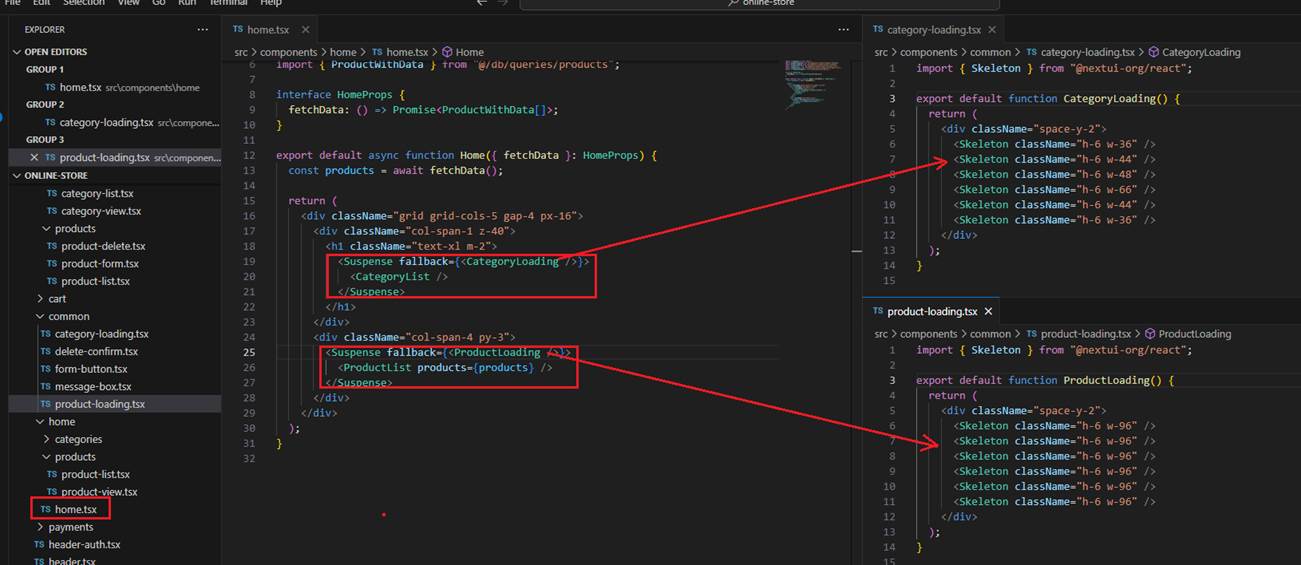 File Edit Selection View Go Run Terminal Help
online-store
EXPLORER
OPEN EDITORS
GROUP 1
TS home.tsx src\components\home
GROUP 2
TS category-loading.tsx src\compone...
GROUP 3
TS product-loading.tsx src\componen...
ONLINE-STORE
TS category-list.tsx
TS category-view.tsx
products
TS product-delete.tsx
TS product-form.tsx
TS product-list.tsx
cart
common
TS category-loading.tsx
TS delete-confirm.tsx
TS form-button.tsx
TS message-box.tsx
TS product-loading.tsx
home
categories
products
TS product-list.tsx
TS product-view.tsx
TS home.tsx
payments
TS header-auth.tsx
TS header.tsx
TS home.tsx
src > components > home > TS home.tsx > Home
6 import { ProductWithData } from "@/db/queries/products";
7
8 interface HomeProps {
9 fetchData: () => Promise<ProductWithData[]>;
10 }
11
12 export default async function Home({ fetchData }: HomeProps) {
13 const products = await fetchData();
14
15 return (
16 <div className="grid grid-cols-5 gap-4 px-16">
17 <div className="col-span-1 z-40">
18 <h1 className="text-xl m-2">
19 <Suspense fallback={<CategoryLoading />}>
20 <CategoryList />
21 </Suspense>
22 </h1>
23 </div>
24 <div className="col-span-4 py-3">
25 <Suspense fallback={<ProductLoading />}>
26 <ProductList products={products} />
27 </Suspense>
28 </div>
29 </div>
30 );
31 }
32
TS category-loading.tsx
src > components > common > TS category-loading.tsx > CategoryLoading
1 import { Skeleton } from "@nextui-org/react";
2
3 export default function CategoryLoading() {
4 return (
5 <div className="space-y-2">
6 <Skeleton className="h-6 w-36" />
7 <Skeleton className="h-6 w-44" />
8 <Skeleton className="h-6 w-48" />
9 <Skeleton className="h-6 w-66" />
10 <Skeleton className="h-6 w-44" />
11 <Skeleton className="h-6 w-36" />
12 </div>
13 );
14 }
15
TS product-loading.tsx
src > components > common > TS product-loading.tsx > ProductLoading
1 import { Skeleton } from "@nextui-org/react";
2
3 export default function ProductLoading() {
4 return (
5 <div className="space-y-2">
6 <Skeleton className="h-6 w-96" />
7 <Skeleton className="h-6 w-96" />
8 <Skeleton className="h-6 w-96" />
9 <Skeleton className="h-6 w-96" />
10 <Skeleton className="h-6 w-96" />
11 <Skeleton className="h-6 w-96" />
12 </div>
13 );
14 }
15